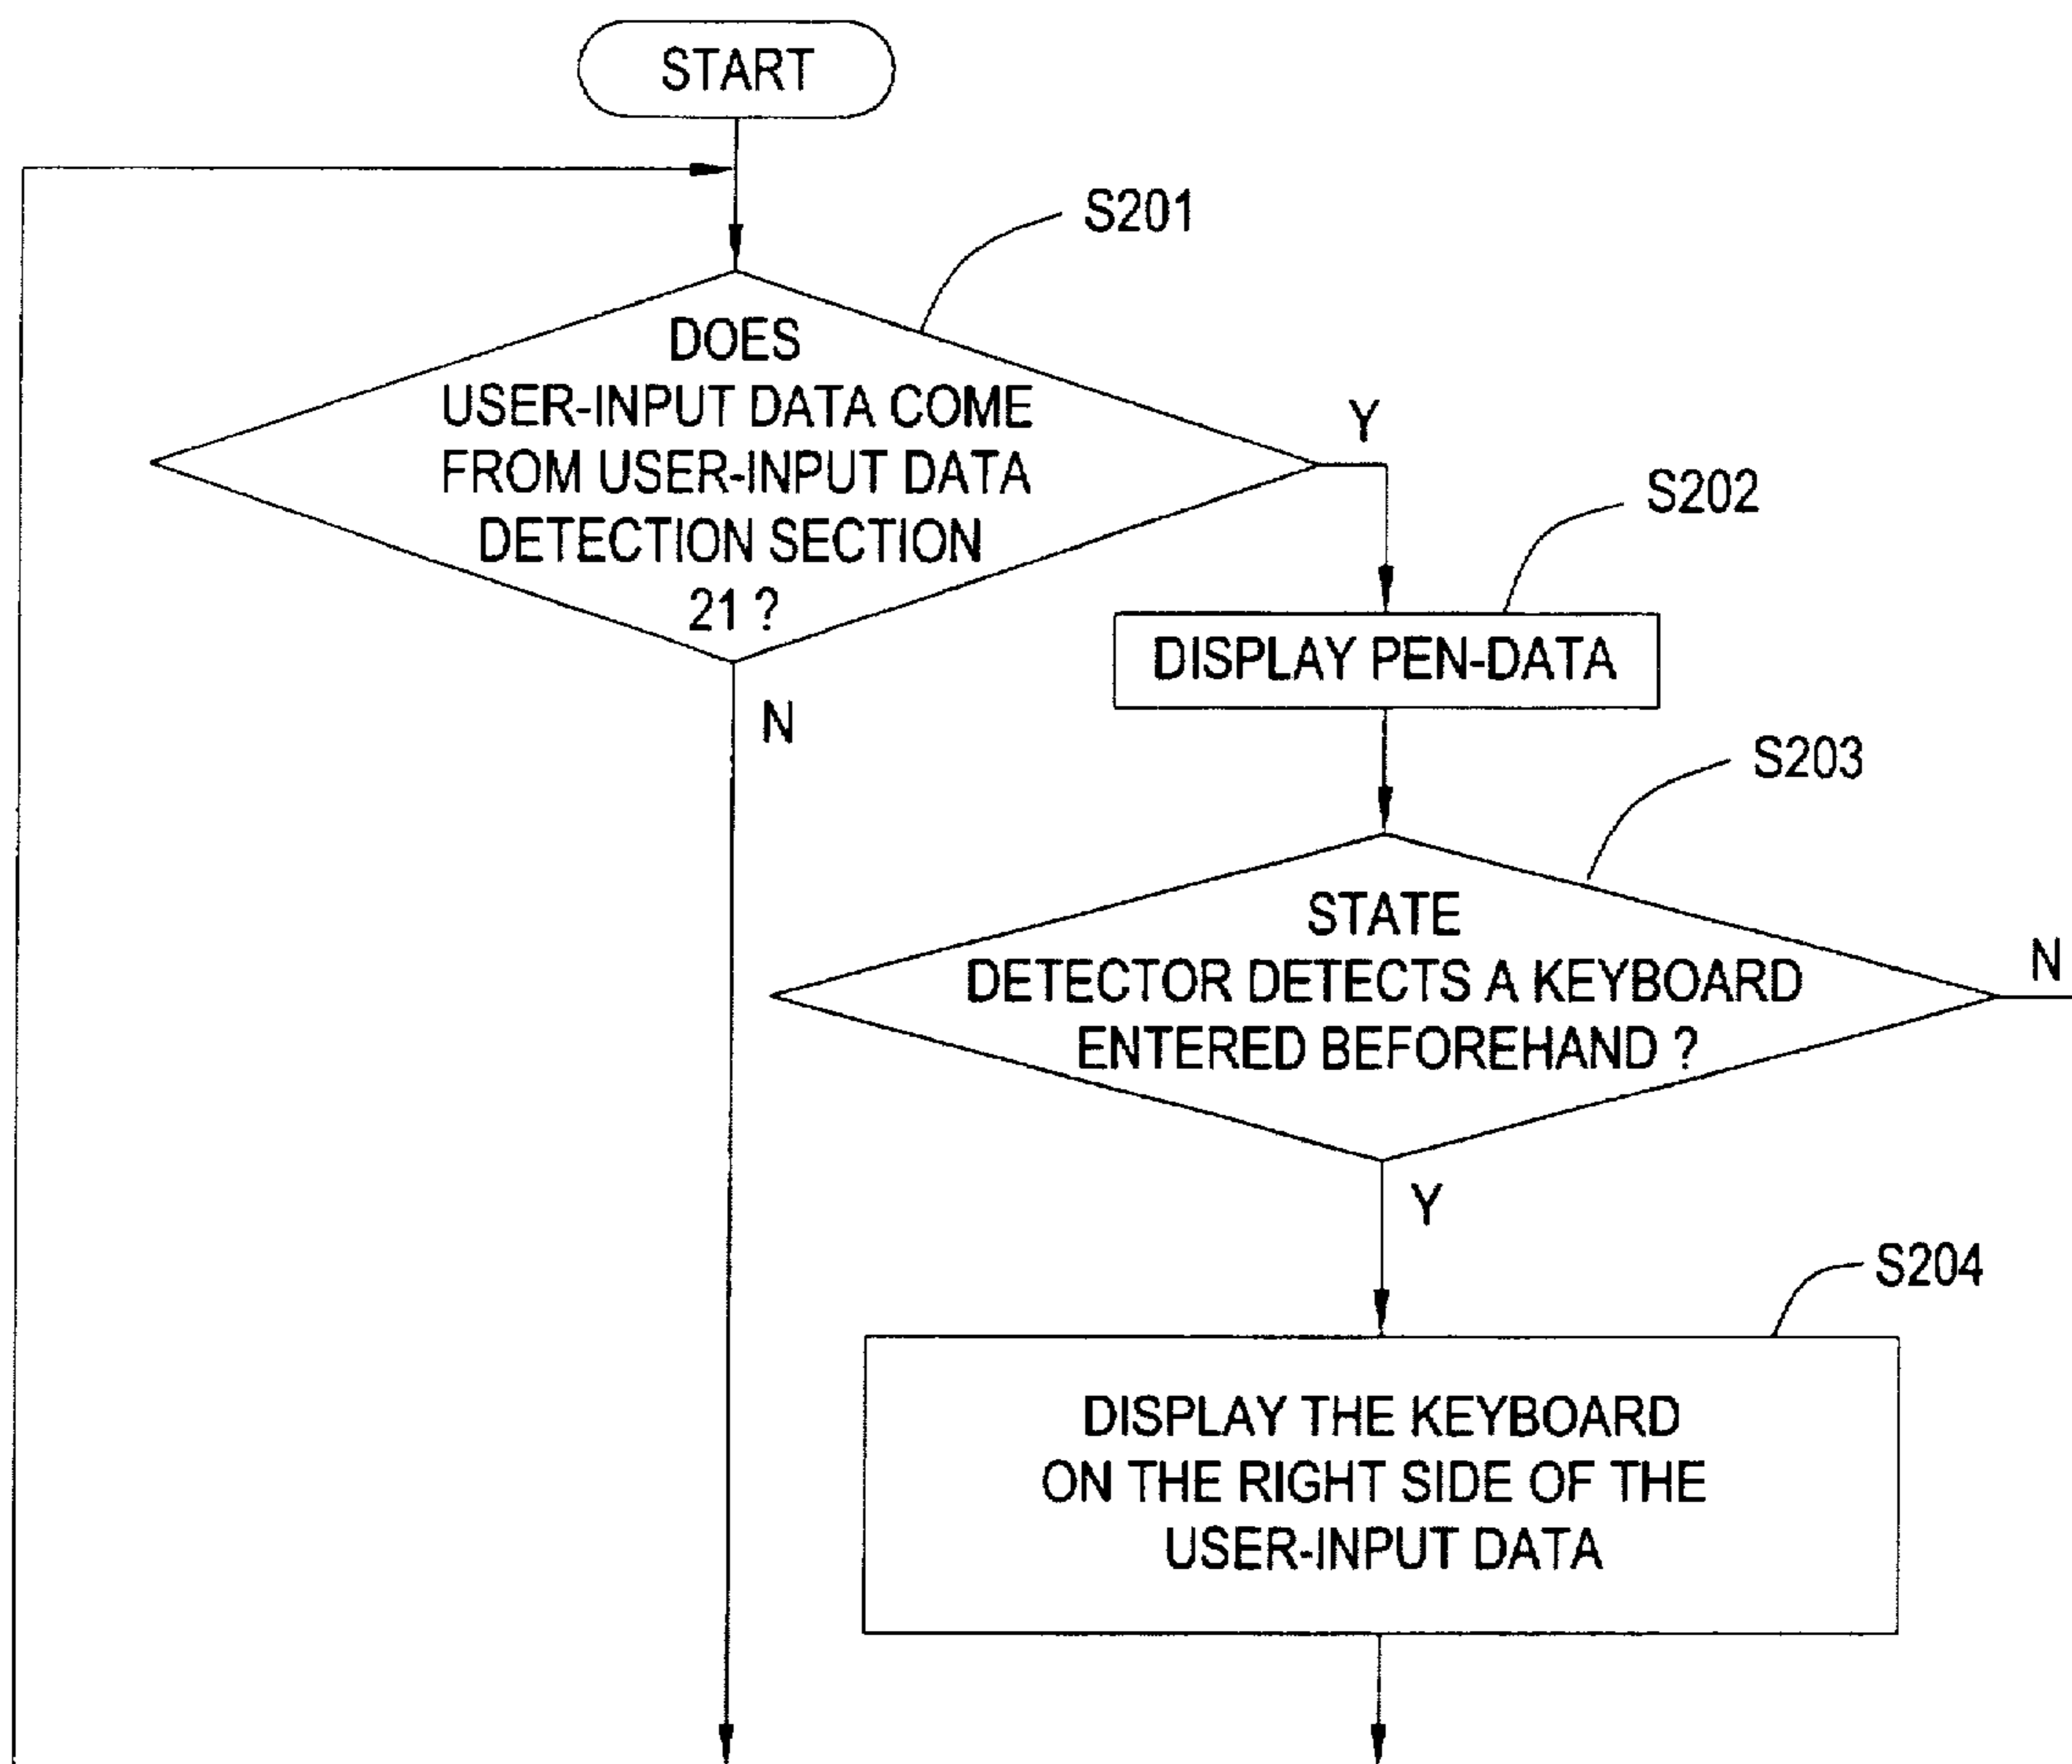 START
S201
DOES
USER-INPUT DATA COME
FROM USER-INPUT DATA
DETECTION SECTION
21 ?
Y
N
S202
DISPLAY PEN-DATA
S203
STATE
DETECTOR DETECTS A KEYBOARD
ENTERED BEFOREHAND ?
N
Y
S204
DISPLAY THE KEYBOARD
ON THE RIGHT SIDE OF THE
USER-INPUT DATA